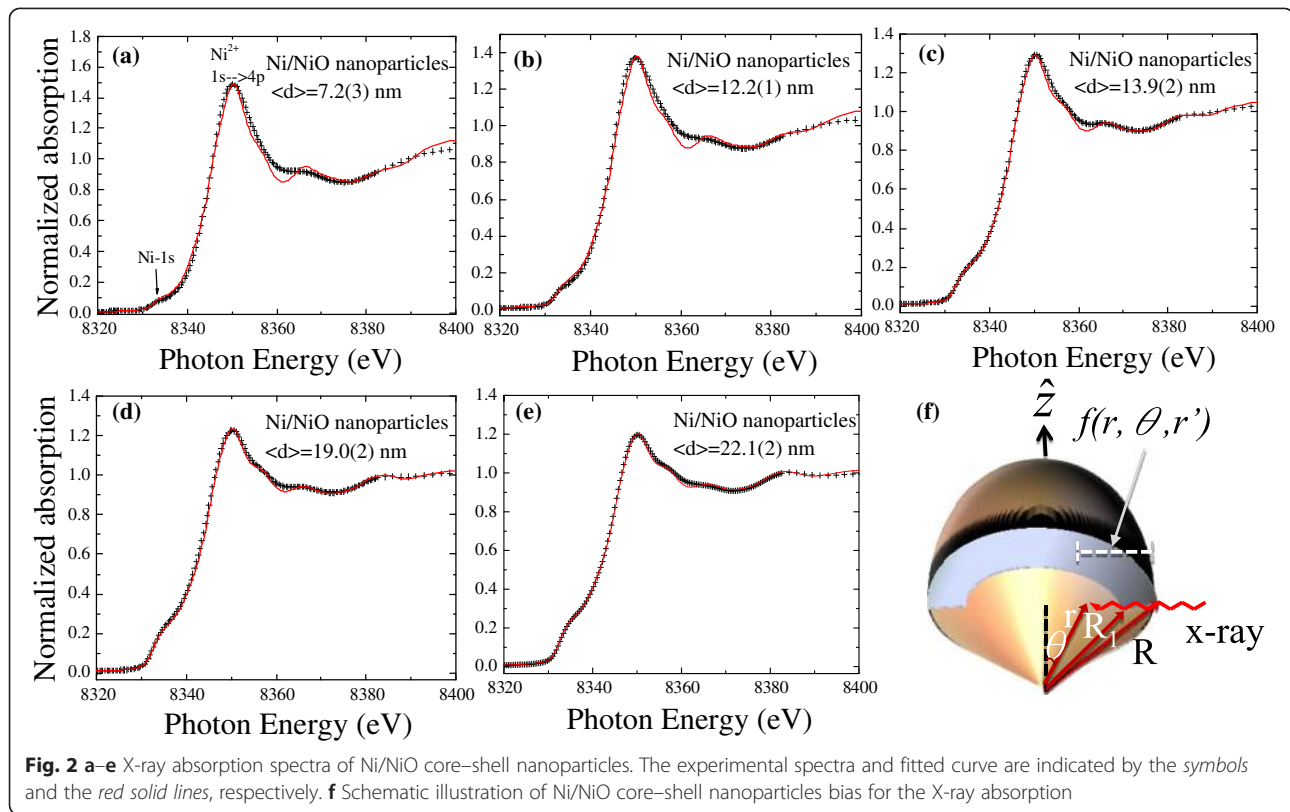 (a)
Ni2+
1s-->4p
Ni/NiO nanoparticles
<d>=7.2(3) nm
Ni-1s
Normalized absorption
1.8
1.6
1.4
1.2
1.0
0.8
0.6
0.4
0.2
0.0
8320 8340 8360 8380 8400
Photon Energy (eV)
(b)
Ni/NiO nanoparticles
<d>=12.2(1) nm
1.4
1.2
1.0
0.8
0.6
0.4
0.2
0.0
8320 8340 8360 8380 8400
Photon Energy (eV)
(c)
Ni/NiO nanoparticles
<d>=13.9(2) nm
1.4
1.2
1.0
0.8
0.6
0.4
0.2
0.0
8320 8340 8360 8380 8400
Photon Energy (eV)
(d)
Ni/NiO nanoparticles
<d>=19.0(2) nm
Normalized absorption
1.4
1.2
1.0
0.8
0.6
0.4
0.2
0.0
8320 8340 8360 8380 8400
Photon Energy (eV)
(e)
Ni/NiO nanoparticles
<d>=22.1(2) nm
1.4
1.2
1.0
0.8
0.6
0.4
0.2
0.0
8320 8340 8360 8380 8400
Photon Energy (eV)
(f)
ẑ
f(r, θ,r’)
r
θ
R1
R
x-ray
Fig. 2 a–e X-ray absorption spectra of Ni/NiO core–shell nanoparticles. The experimental spectra and fitted curve are indicated by the symbols
and the red solid lines, respectively. f Schematic illustration of Ni/NiO core–shell nanoparticles bias for the X-ray absorption